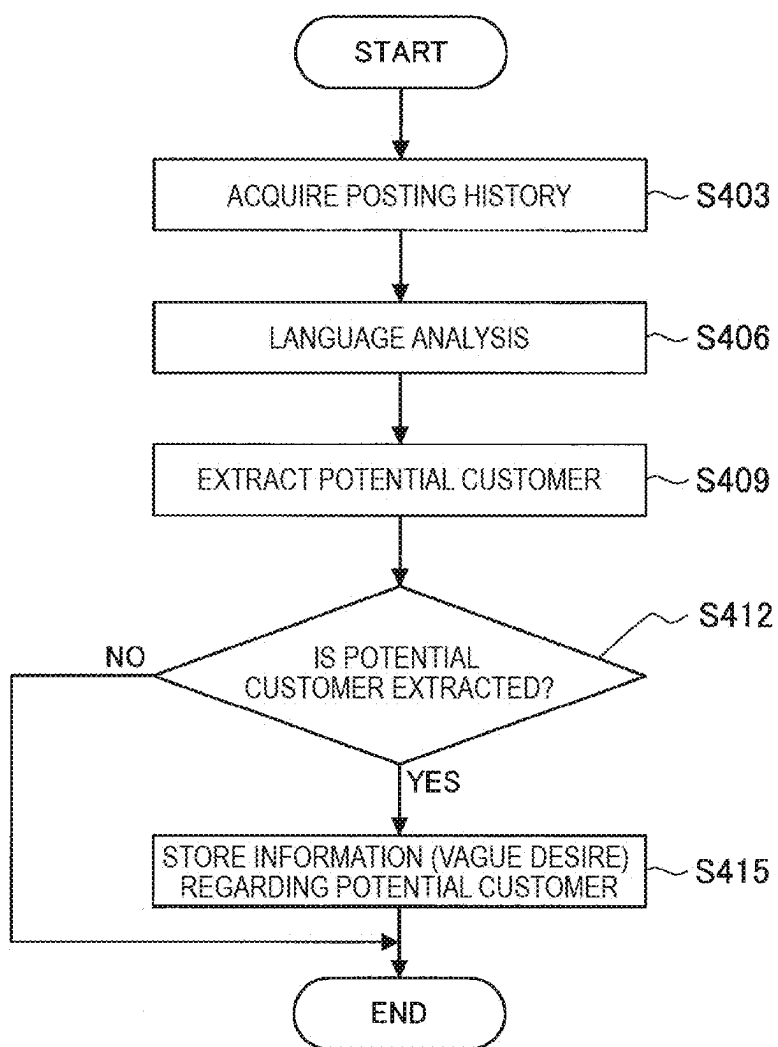 START
ACQUIRE POSTING HISTORY
S403
LANGUAGE ANALYSIS
S406
EXTRACT POTENTIAL CUSTOMER
S409
S412
NO
IS POTENTIAL
CUSTOMER EXTRACTED?
YES
STORE INFORMATION (VAGUE DESIRE)
REGARDING POTENTIAL CUSTOMER
S415
END